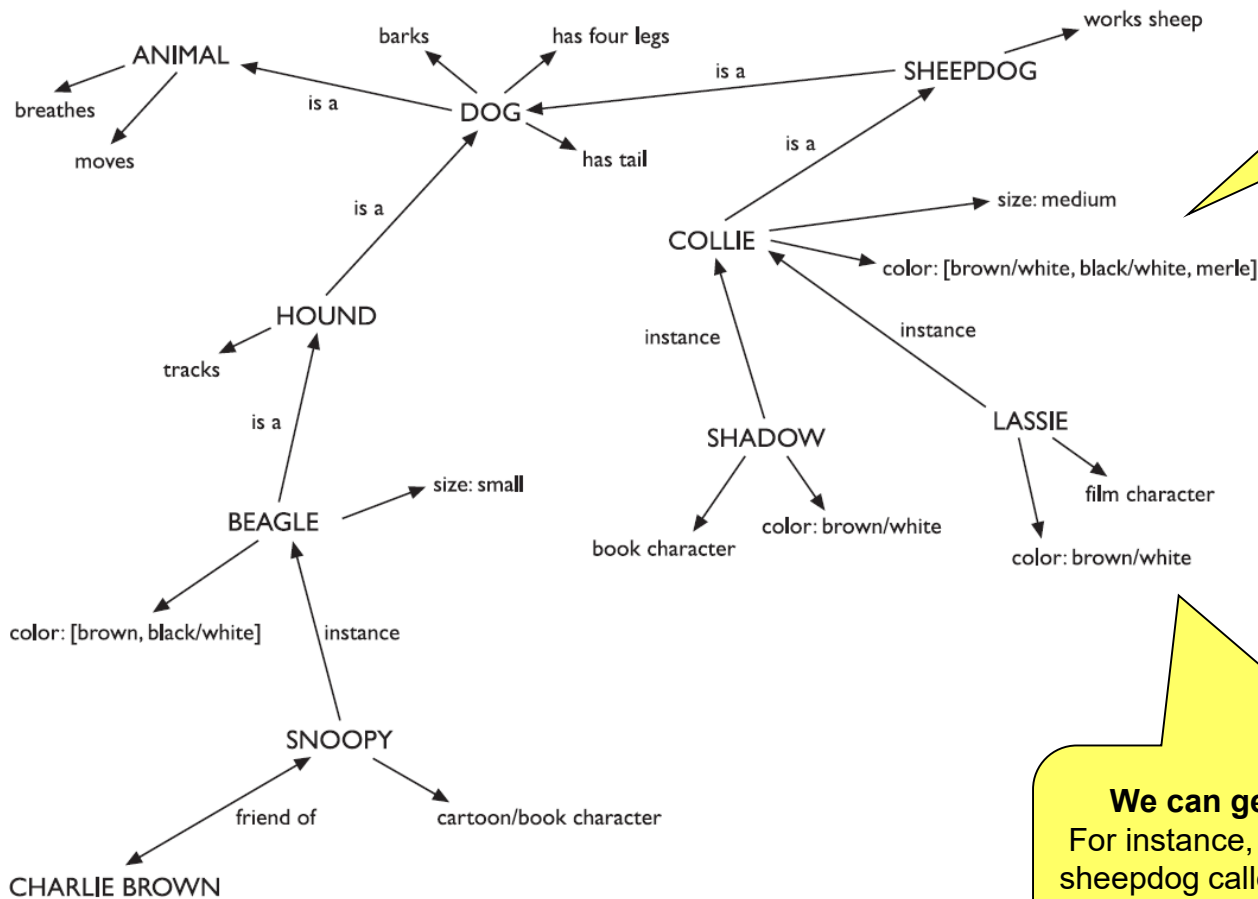 works sheep
barks
has four legs
ANIMAL
is a
SHEEPDOG
breathes
is a
DOG
moves
has tail
is a
is a
size: medium
COLLIE
color: [brown/white, black/white, merle]
HOUND
instance
instance
tracks
is a
LASSIE
SHADOW
size: small
film character
BEAGLE
color: brown/white
book character
color: brown/white
color: [brown, black/white]
instance
SNOOPY
friend of
cartoon/book character
CHARLIE BROWN
We can
For instance,
sheepdog